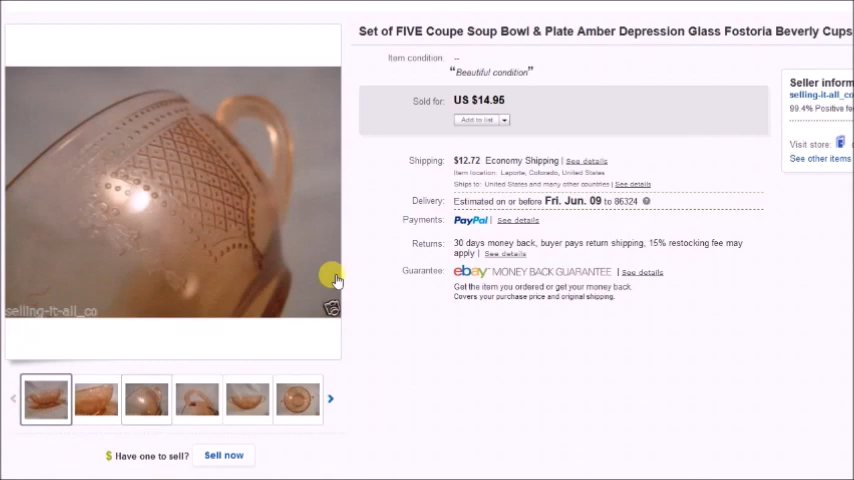 Set of FIVE Coupe Soup Bowl & Plate Amber Depression Glass Fostoria Beverly Cups
Item condition: --
"Beautiful condition"
Sold for: US $14.95
Add to list
Shipping: $12.72 Economy Shipping | See details
Item location: Laporte, Colorado, United States
Ships to: United States and many other countries | See details
Delivery: Estimated on or before Fri. Jun. 09 to 86324
Payments: PayPal | See details
Returns: 30 days money back, buyer pays return shipping, 15% restocking fee may
apply | See details
Guarantee: ebay MONEY BACK GUARANTEE | See details
Get the item you ordered or get your money back.
Covers your purchase price and original shipping.
Seller inform
selling-it-all_co
99.4% Positive fe
Visit store:
See other items
selling-it-all_co
$ Have one to sell? Sell now